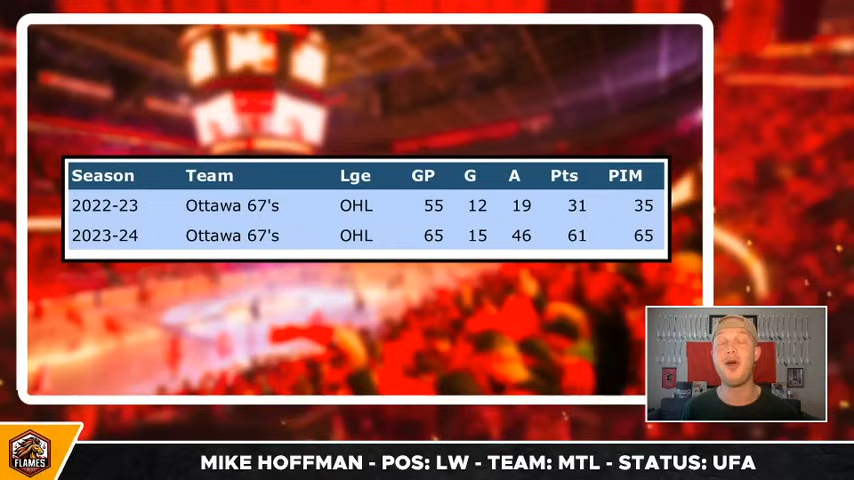 Season Team Lge GP G A Pts PIM
2022-23 Ottawa 67's OHL 55 12 19 31 35
2023-24 Ottawa 67's OHL 65 15 46 61 65
FLAMES
MIKE HOFFMAN - POS: LW - TEAM: MTL - STATUS: UFA